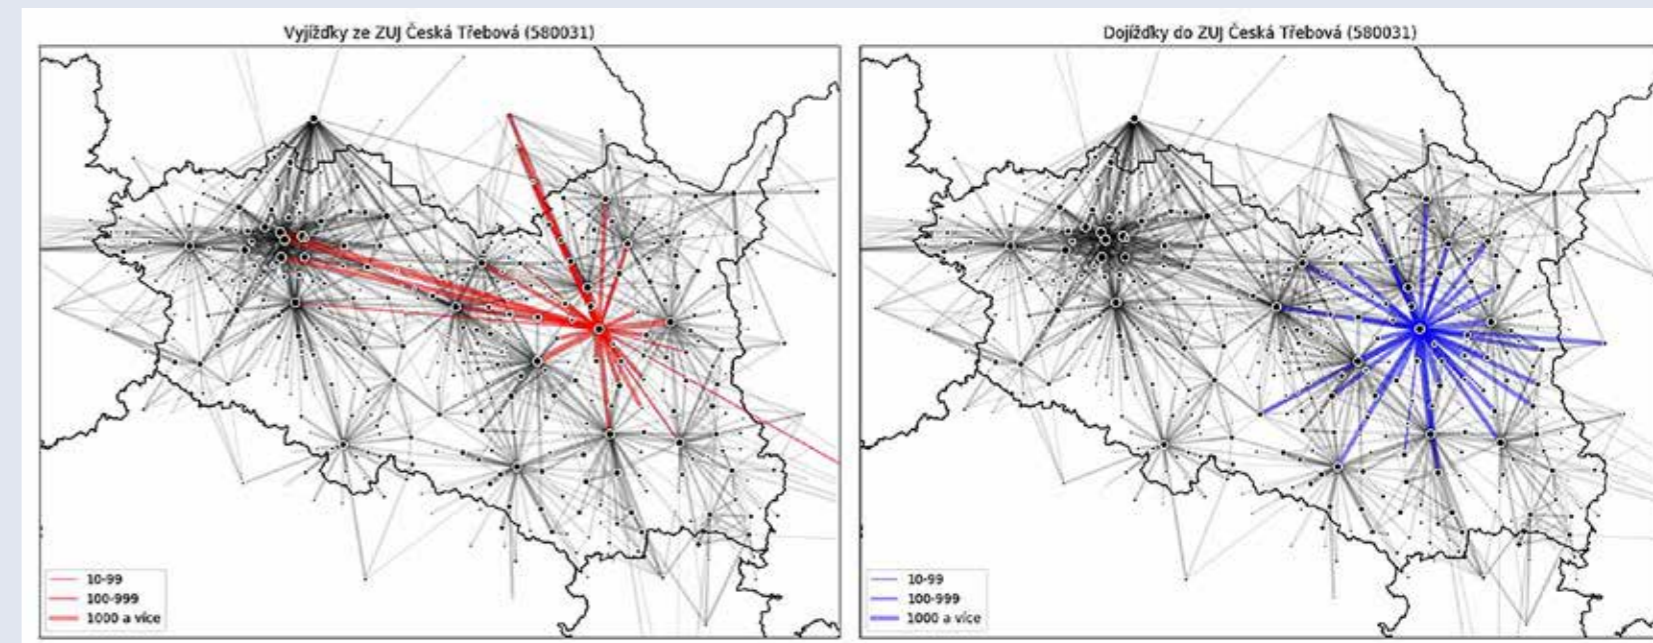 Vyjížďky ze ZUJ Česká Třebová (580031)
10-99
100-999
1000 a více
Dojížďky do ZUJ Česká Třebová (580031)
10-99
100-999
1000 a více